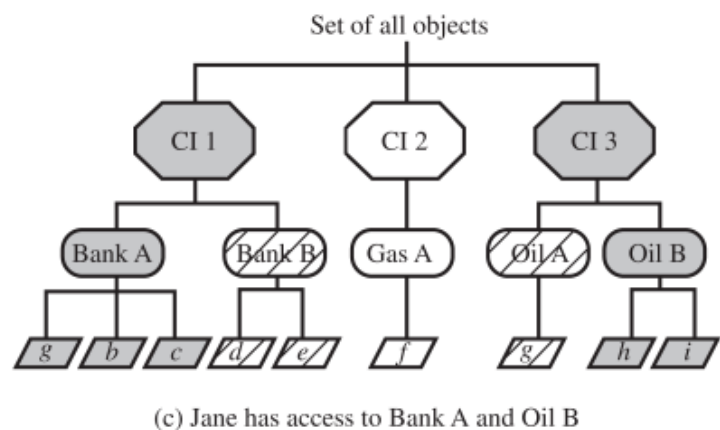 Set of all objects
CI 1 CI 2 CI 3
Bank A Bank B Gas A Oil A Oil B
g b c d e f g h i
(c) Jane has access to Bank A and Oil B